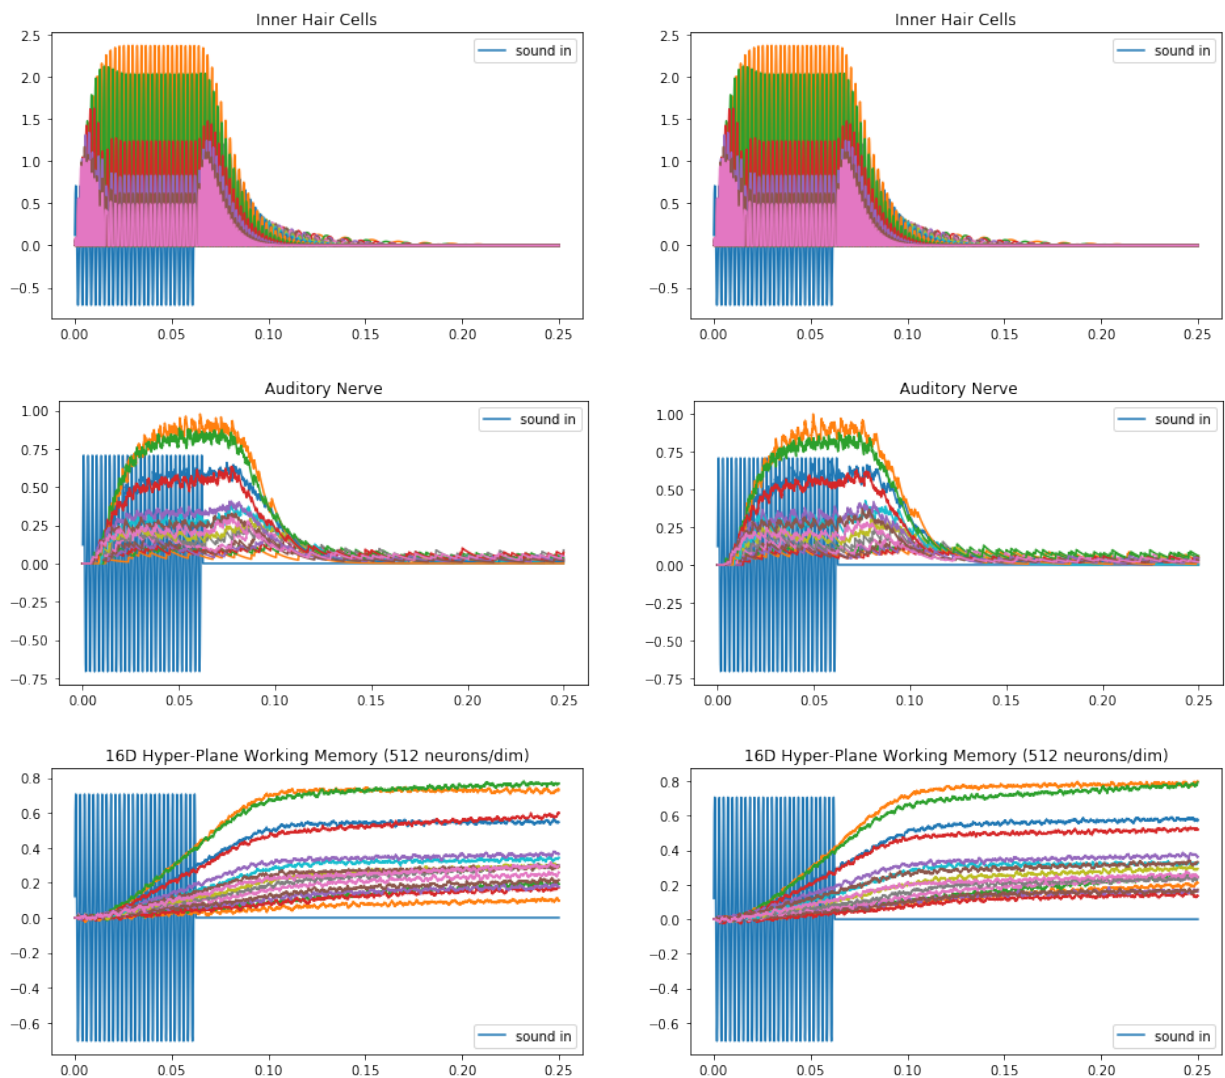 Inner Hair Cells
2.5
2.0
1.5
1.0
0.5
0.0
−0.5
sound in
0.00 0.05 0.10 0.15 0.20 0.25
Inner Hair Cells
2.5
2.0
1.5
1.0
0.5
0.0
−0.5
sound in
0.00 0.05 0.10 0.15 0.20 0.25
Auditory Nerve
1.00
0.75
0.50
0.25
0.00
−0.25
−0.50
−0.75
sound in
0.00 0.05 0.10 0.15 0.20 0.25
Auditory Nerve
1.00
0.75
0.50
0.25
0.00
−0.25
−0.50
−0.75
sound in
0.00 0.05 0.10 0.15 0.20 0.25
16D Hyper-Plane Working Memory (512 neurons/dim)
0.8
0.6
0.4
0.2
0.0
−0.2
−0.4
−0.6
sound in
0.00 0.05 0.10 0.15 0.20 0.25
16D Hyper-Plane Working Memory (512 neurons/dim)
0.8
0.6
0.4
0.2
0.0
−0.2
−0.4
−0.6
sound in
0.00 0.05 0.10 0.15 0.20 0.25